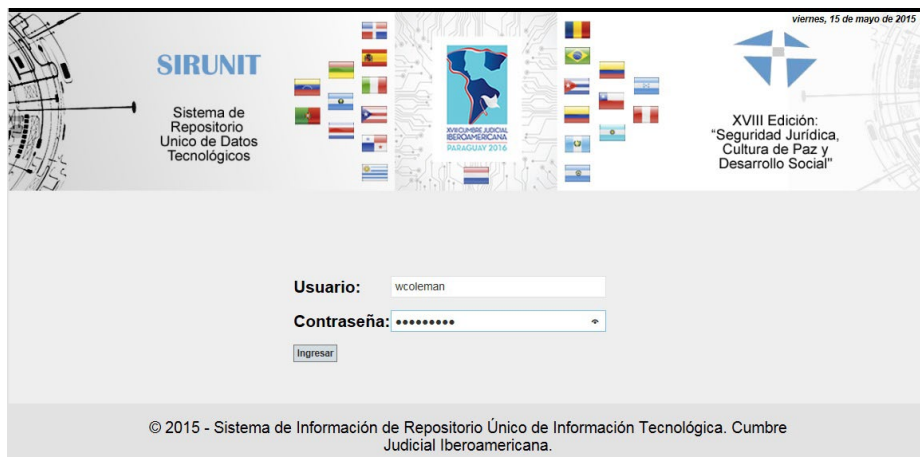 viernes, 15 de mayo de 2015
SIRUNIT
Sistema de
Repositorio
Unico de Datos
Tecnológicos
XVIII CUMBRE JUDICIAL
IBEROAMERICANA
PARAGUAY 2016
XVIII Edición:
“Seguridad Jurídica,
Cultura de Paz y
Desarrollo Social"
Usuario:
wcoleman
Contraseña:
•••••••••
Ingresar
© 2015 - Sistema de Información de Repositorio Único de Información Tecnológica. Cumbre
Judicial Iberoamericana.